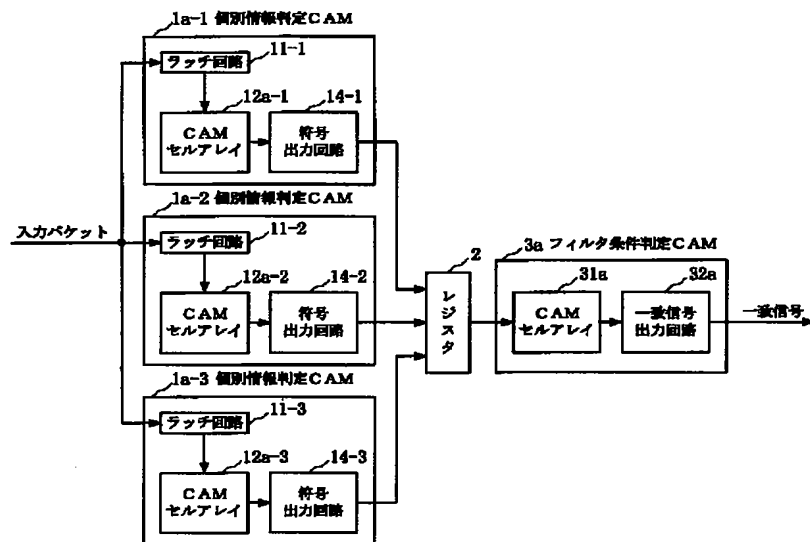 1a-1 個別情報判定CAM
ラッチ回路
11-1
12a-1
14-1
CAM
セルアレイ
符号
出力回路
1a-2 個別情報判定CAM
入力パケット
ラッチ回路
11-2
12a-2
14-2
CAM
セルアレイ
符号
出力回路
2
レジスタ
3a フィルタ条件判定CAM
31a
32a
CAM
セルアレイ
一致信号
出力回路
一致信号
1a-3 個別情報判定CAM
ラッチ回路
11-3
12a-3
14-3
CAM
セルアレイ
符号
出力回路